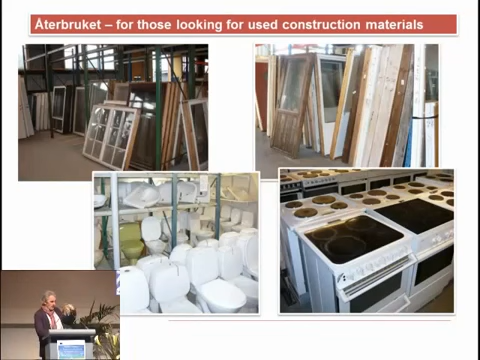 Återbruket – for those looking for used construction materials